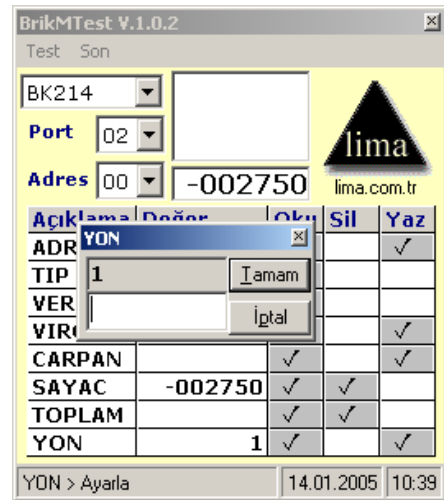 BrikMTest V.1.0.2
Test Son
BK214
Port 02
lima
Adres 00 -002750 lima.com.tr
Açıklama Değer Oku Sil Yaz
YON
1 Tamam
İptal
ADR
TIP
VER
CARPAN
SAYAC -002750
TOPLAM
YON 1
YON > Ayarla 14.01.2005 10:39